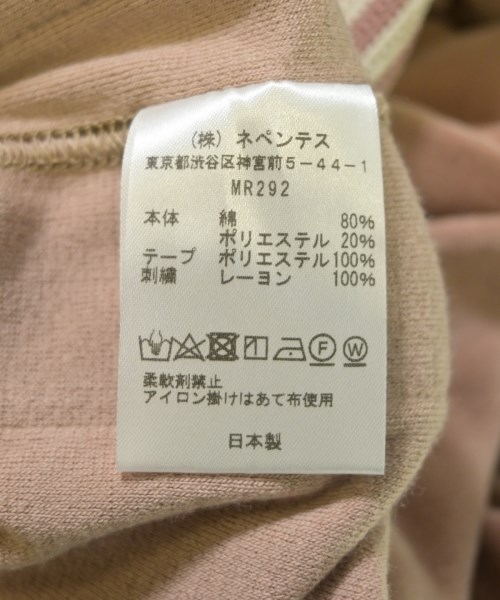 （株）ネペンテス
東京都渋谷区神宮前5-44-1
MR292
本体 綿 80%
ポリエステル 20%
テープ ポリエステル100%
刺繍 レーヨン 100%
F W
柔軟剤禁止
アイロン掛けはあて布使用
日本製